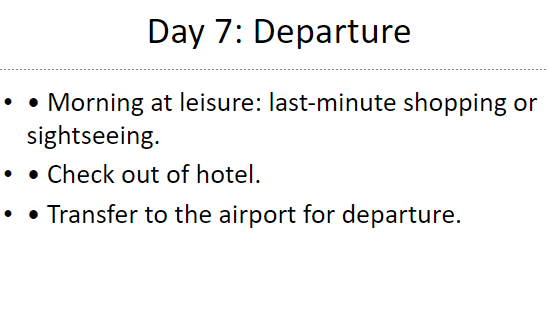 Day 7: Departure
• • Morning at leisure: last-minute shopping or
sightseeing.
• • Check out of hotel.
• • Transfer to the airport for departure.